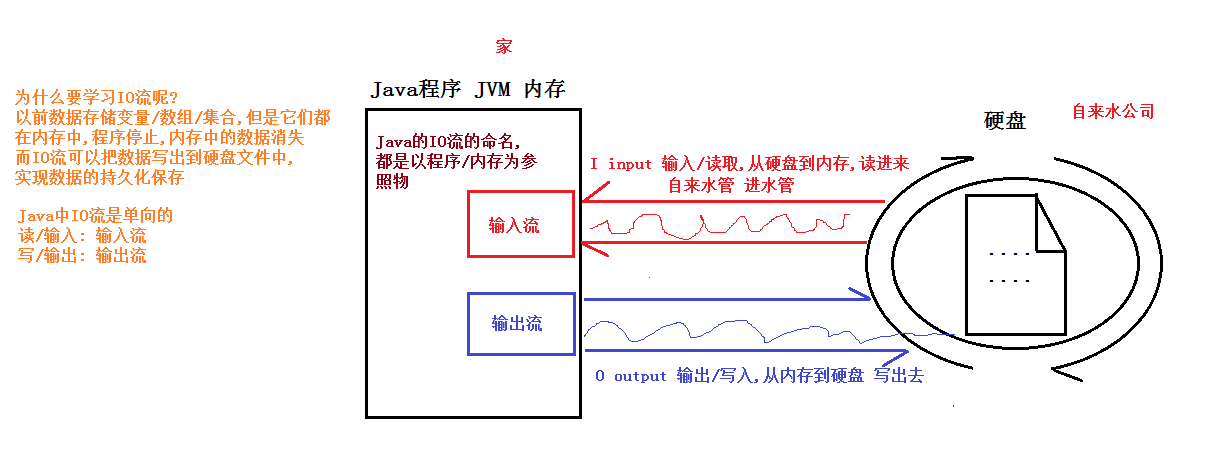 家
Java程序 JVM 内存
为什么要学习IO流呢?
以前数据存储变量/数组/集合,但是它们都
在内存中,程序停止,内存中的数据消失
而IO流可以把数据写出到硬盘文件中,
实现数据的持久化保存
Java中IO流是单向的
读/输入: 输入流
写/输出: 输出流
Java的IO流的命名,
都是以程序/内存为参
照物
输入流
输出流
I input 输入/读取,从硬盘到内存,读进来
自来水管 进水管
O output 输出/写入,从内存到硬盘 写出去
硬盘
自来水公司